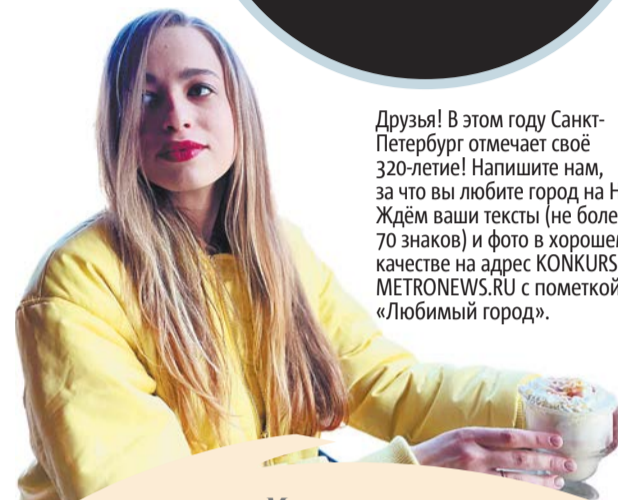 Друзья! В этом году Санкт-
Петербург отмечает своё
320-летие! Напишите нам,
за что вы любите город на
Ждём ваши тексты (не
70 знаков) и фото в
качестве на адрес KONKURS
METRONEWS.RU с пометкой
«Любимый город».